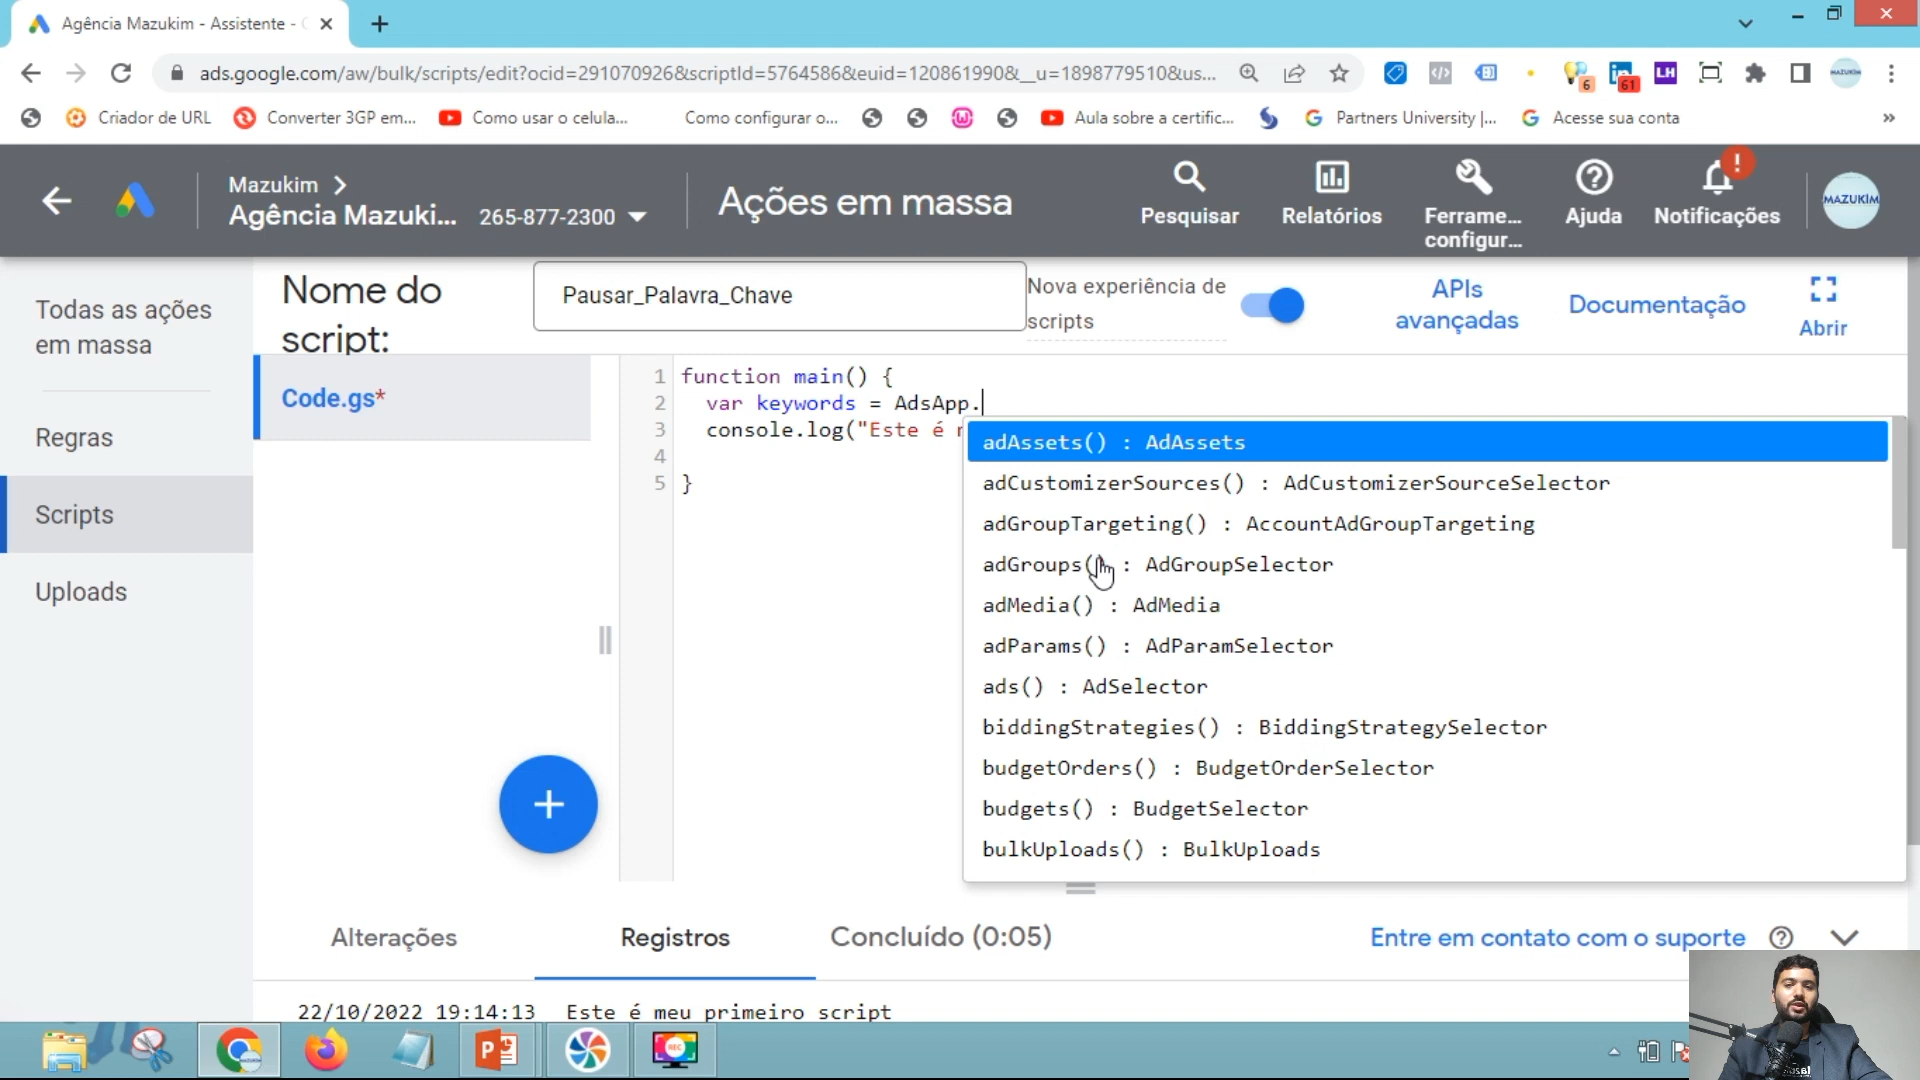 Agência Mazukim - Assistente -
ads.google.com/aw/bulk/scripts/edit?ocid=291070926&scriptId=5764586&euid=120861990&__u=1898779510&us...
6
61
LH
MAZUKIM
Criador de URL
Converter 3GP em...
Como usar o celula...
Como configurar o...
Aula sobre a certific...
Partners University |...
Acesse sua conta
»
Mazukim
Agência Mazuki...
265-877-2300
Ações em massa
Pesquisar
Relatórios
Ferrame...
configur...
Ajuda
!
Notificações
MAZUKIM
Todas as ações
em massa
Regras
Scripts
Uploads
Nome do
script:
Pausar_Palavra_Chave
Nova experiência de
scripts
APIs
avançadas
Documentação
Abrir
Code.gs*
1 function main() {
2 var keywords = AdsApp.
3 console.log("Este é
4
5 }
adAssets() : AdAssets
adCustomizerSources() : AdCustomizerSourceSelector
adGroupTargeting() : AccountAdGroupTargeting
adGroups() : AdGroupSelector
adMedia() : AdMedia
adParams() : AdParamSelector
ads() : AdSelector
biddingStrategies() : BiddingStrategySelector
budgetOrders() : BudgetOrderSelector
budgets() : BudgetSelector
bulkUploads() : BulkUploads
Alterações
Registros
Concluído (0:05)
Entre em contato com o suporte
22/10/2022 19:14:13 Este é meu primeiro script
REC